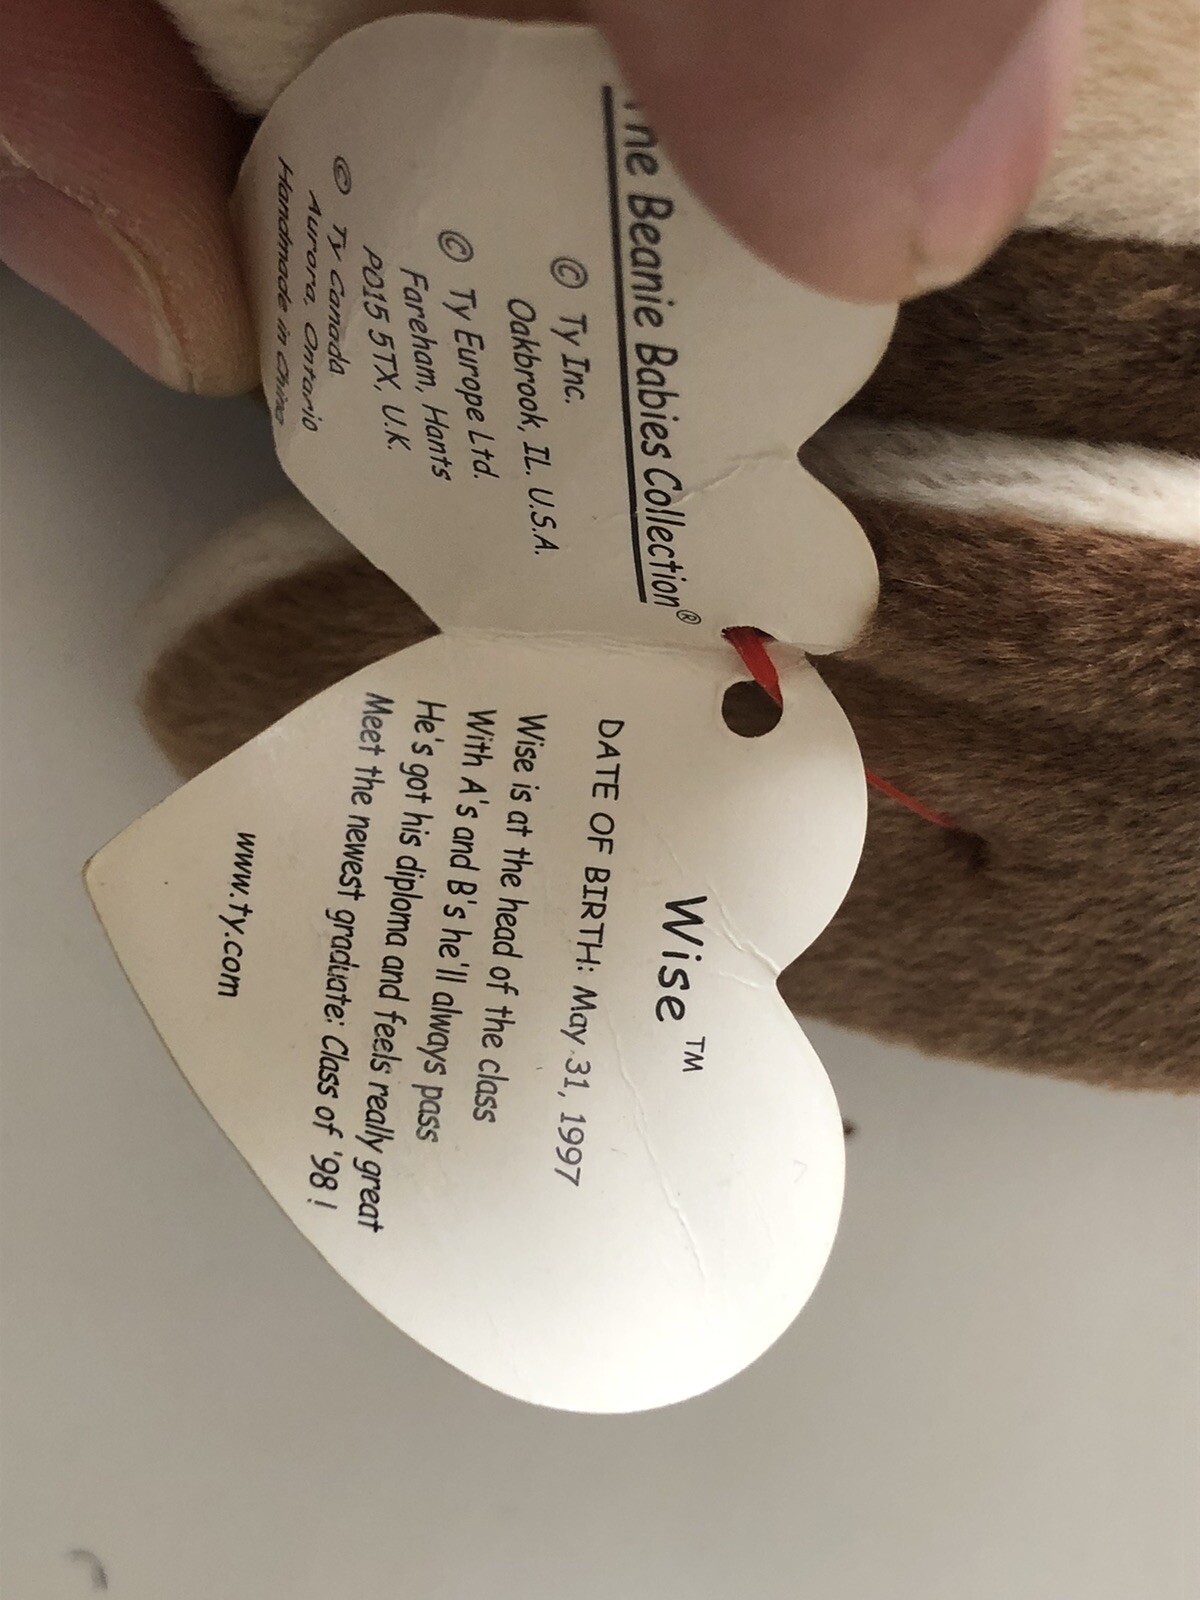 The Beanie Babies Collection®
© Ty Inc.
Oakbrook, IL. U.S.A.
© Ty Europe Ltd.
Fareham, Hants
PO15 5TX, U.K.
© Ty Canada
Aurora, Ontario
Handmade in China
Wise™
DATE OF BIRTH: May 31, 1997
Wise is at the head of the class
With A's and B's he'll always pass
He's got his diploma and feels really great
Meet the newest graduate: Class of '98!
www.ty.com